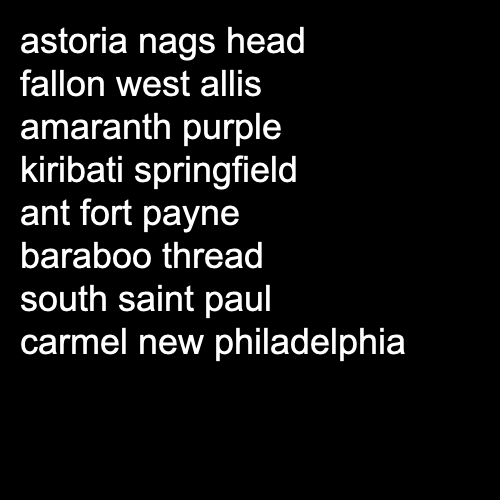 astoria nags head
fallon west allis
amaranth purple
kiribati springfield
ant fort payne
baraboo thread
south saint paul
carmel new philadelphia